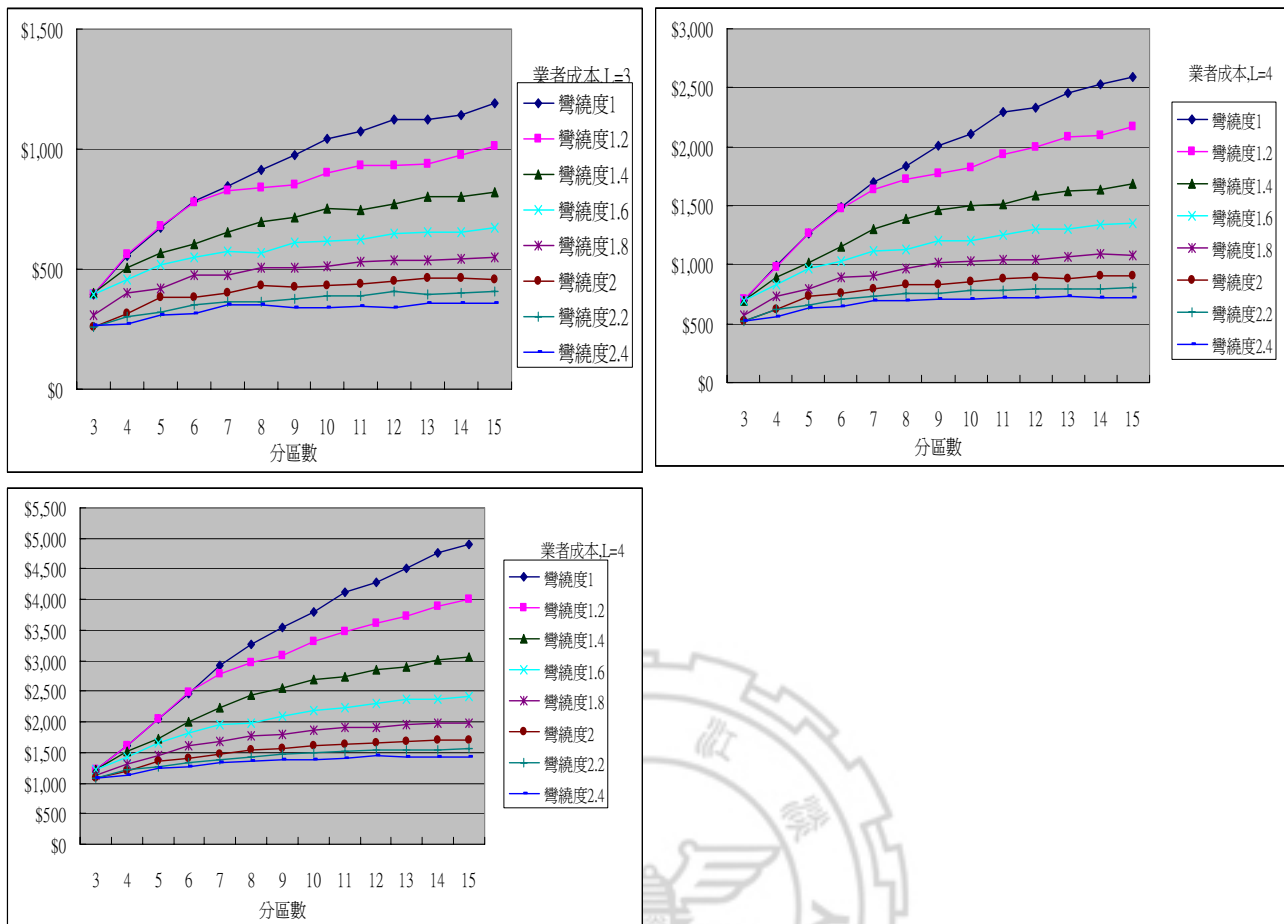 $1,500
$1,000
$500
$0
3 4 5 6 7 8 9 10 11 12 13 14 15
分區數
業者成本,L=3
彎繞度1
彎繞度1.2
彎繞度1.4
彎繞度1.6
彎繞度1.8
彎繞度2
彎繞度2.2
彎繞度2.4
$3,000
$2,500
$2,000
$1,500
$1,000
$500
$0
3 4 5 6 7 8 9 10 11 12 13 14 15
分區數
業者成本,L=4
彎繞度1
彎繞度1.2
彎繞度1.4
彎繞度1.6
彎繞度1.8
彎繞度2
彎繞度2.2
彎繞度2.4
$5,500
$5,000
$4,500
$4,000
$3,500
$3,000
$2,500
$2,000
$1,500
$1,000
$500
$0
3 4 5 6 7 8 9 10 11 12 13 14 15
分區數
業者成本,L=4
彎繞度1
彎繞度1.2
彎繞度1.4
彎繞度1.6
彎繞度1.8
彎繞度2
彎繞度2.2
彎繞度2.4